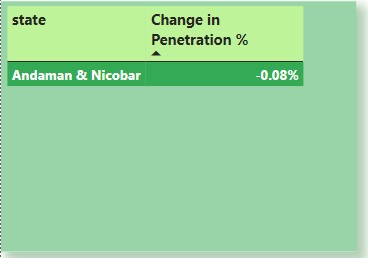 state
Change in
Penetration %
Andaman & Nicobar
-0.08%